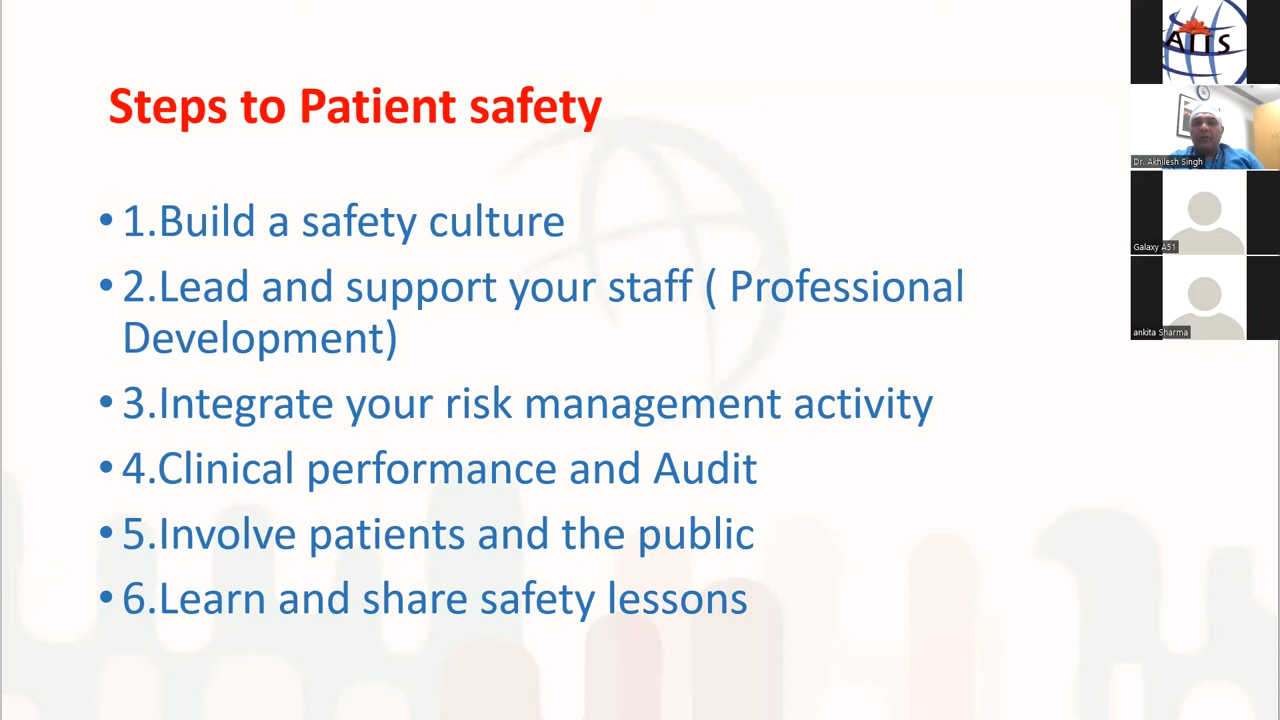 Steps to Patient safety
• 1.Build a safety culture
• 2.Lead and support your staff ( Professional
Development)
• 3.Integrate your risk management activity
• 4.Clinical performance and Audit
• 5.Involve patients and the public
• 6.Learn and share safety lessons
AIIS
Dr. Akhilesh Singh
Galaxy A51
ankita Sharma